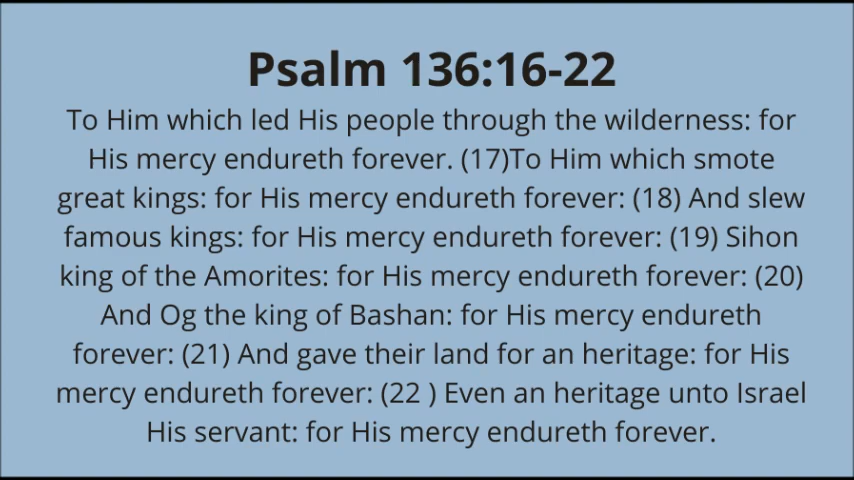 Psalm 136:16-22
To Him which led His people through the wilderness: for
His mercy endureth forever. (17)To Him which smote
great kings: for His mercy endureth forever: (18) And slew
famous kings: for His mercy endureth forever: (19) Sihon
king of the Amorites: for His mercy endureth forever: (20)
And Og the king of Bashan: for His mercy endureth
forever: (21) And gave their land for an heritage: for His
mercy endureth forever: (22 ) Even an heritage unto Israel
His servant: for His mercy endureth forever.